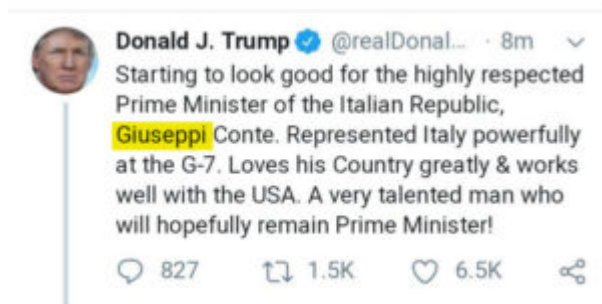 Donald J. Trump @realDonal... · 8m
Starting to look good for the highly respected
Prime Minister of the Italian Republic,
Giuseppi Conte. Represented Italy powerfully
at the G-7. Loves his Country greatly & works
well with the USA. A very talented man who
will hopefully remain Prime Minister!
827 1.5K 6.5K